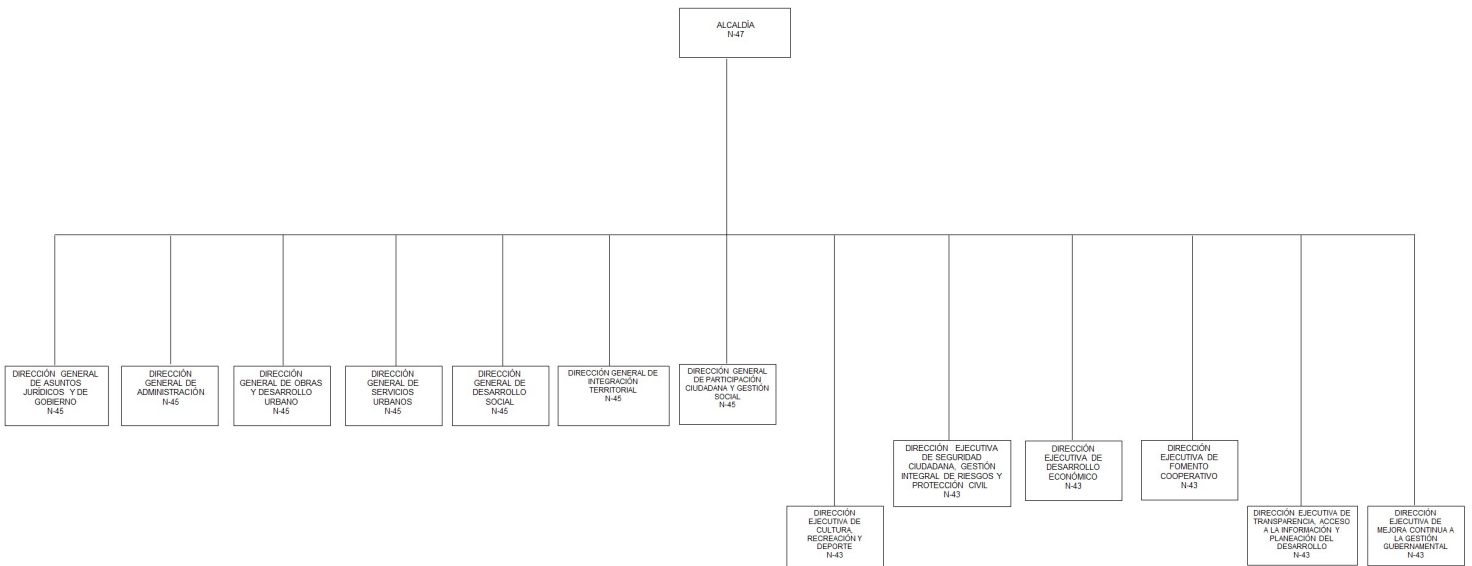 ALCALDÍA
N-47
DIRECCIÓN GENERAL
DE ASUNTOS
JURÍDICOS Y DE
GOBIERNO
N-45
DIRECCIÓN
GENERAL DE
ADMINISTRACIÓN
N-45
DIRECCIÓN
GENERAL DE OBRAS
Y DESARROLLO
URBANO
N-45
DIRECCIÓN
GENERAL DE
SERVICIOS
URBANOS
N-45
DIRECCIÓN
GENERAL DE
DESARROLLO
SOCIAL
N-45
DIRECCIÓN GENERAL DE
INTEGRACIÓN
TERRITORIAL
N-45
DIRECCIÓN GENERAL
DE PARTICIPACIÓN
CIUDADANA Y GESTIÓN
SOCIAL
N-45
DIRECCIÓN
EJECUTIVA DE
CULTURA,
RECREACIÓN Y
DEPORTE
N-43
DIRECCIÓN EJECUTIVA
DE SEGURIDAD
CIUDADANA, GESTIÓN
INTEGRAL DE RIESGOS Y
PROTECCIÓN CIVIL
N-43
DIRECCIÓN
EJECUTIVA DE
DESARROLLO
ECONÓMICO
N-43
DIRECCIÓN
EJECUTIVA DE
FOMENTO
COOPERATIVO
N-43
DIRECCIÓN EJECUTIVA DE
TRANSPARENCIA, ACCESO
A LA INFORMACIÓN Y
PLANEACIÓN DEL
DESARROLLO
N-43
DIRECCIÓN
EJECUTIVA DE
MEJORA CONTINUA A
LA GESTIÓN
GUBERNAMENTAL
N-43